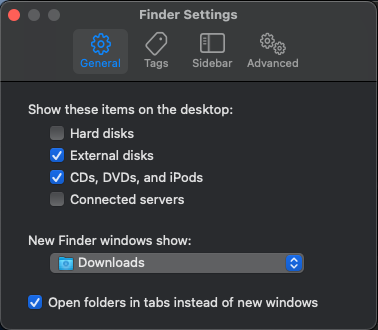 Finder Settings
General Tags Sidebar Advanced
Show these items on the desktop:
Hard disks
External disks
CDs, DVDs, and iPods
Connected servers
New Finder windows show:
Downloads
Open folders in tabs instead of new windows